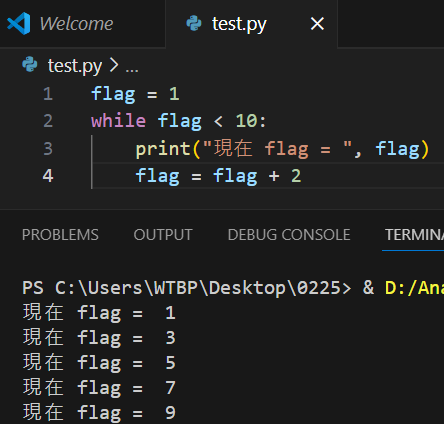 Welcome test.py
test.py > ...
1 flag = 1
2 while flag < 10:
3     print("現在 flag = ", flag)
4     flag = flag + 2
PROBLEMS OUTPUT DEBUG CONSOLE
PS C:\Users\WTBP\Desktop\0225> &
現在 flag =  1
現在 flag =  3
現在 flag =  5
現在 flag =  7
現在 flag =  9